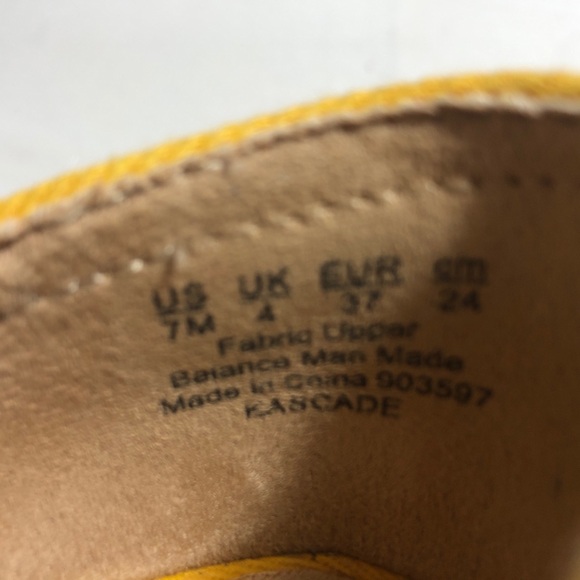 US UK EUR cm
7M 4 37 24
Fabric Upper
Balance Man Made
Made in China 903597
KASCADE